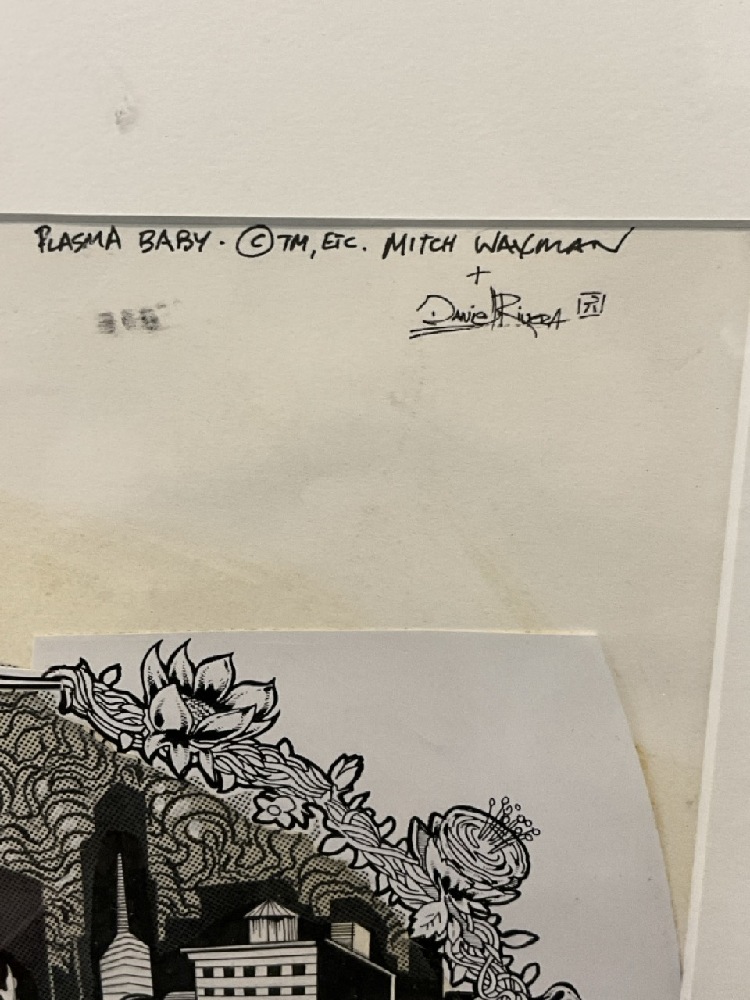 PLASMA BABY. © TM, ETC. MITCH WAXMAN
+
Daniel Rivera